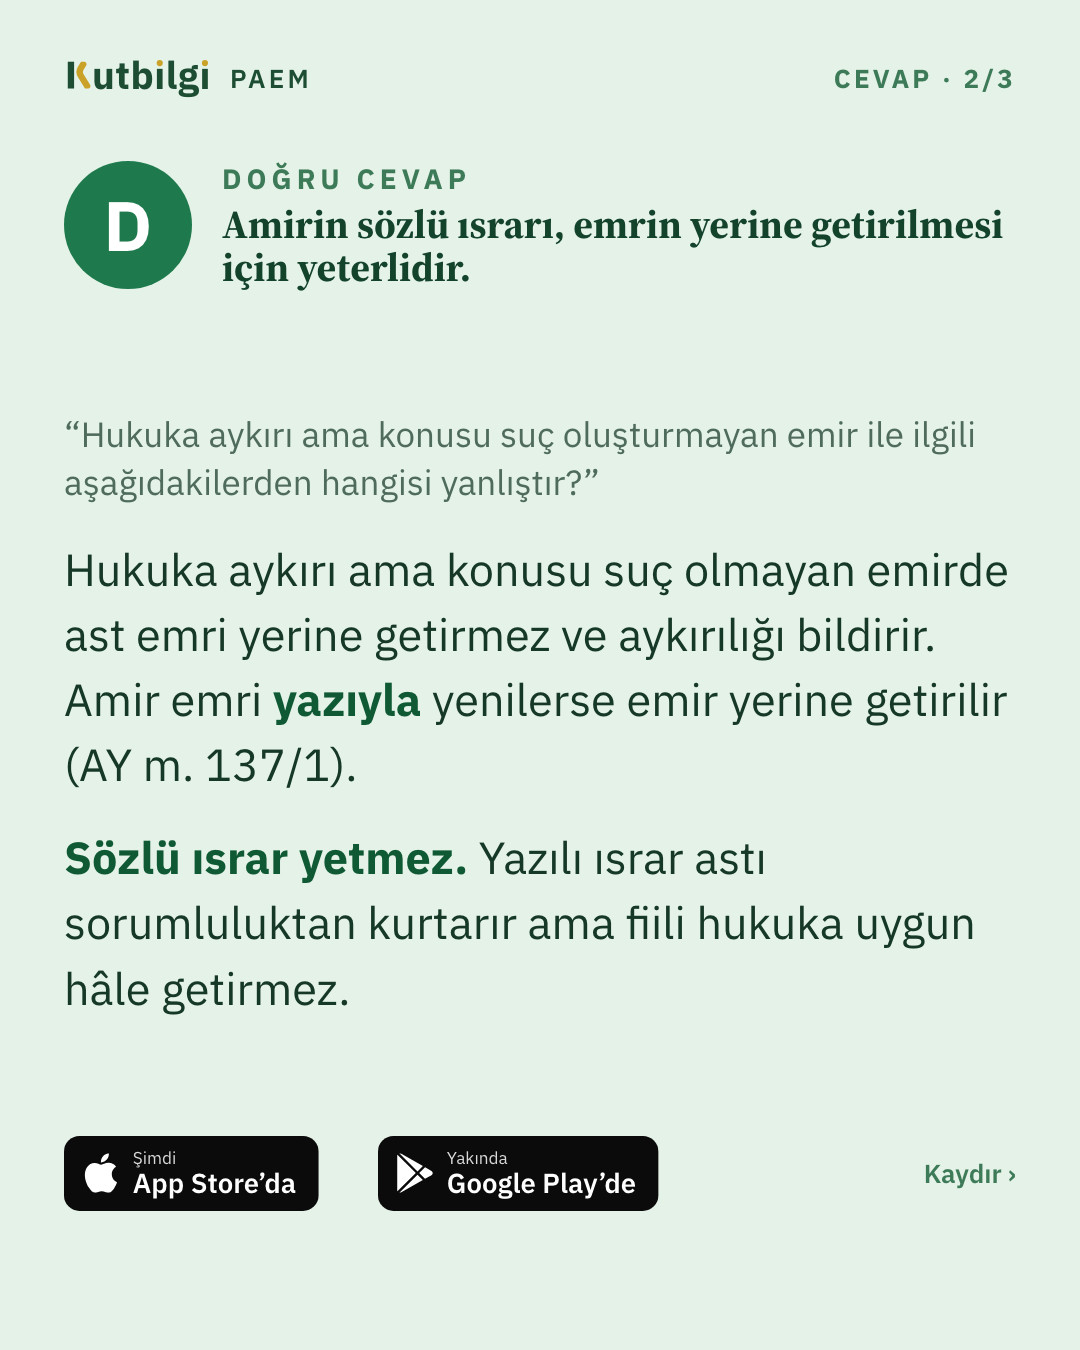 Kutbilgi PAEM
CEVAP · 2/3
D
DOĞRU CEVAP
Amirin sözlü ısrarı, emrin yerine getirilmesi
için yeterlidir.
“Hukuka aykırı ama konusu suç oluşturmayan emir ile ilgili
aşağıdakilerden hangisi yanlıştır?”
Hukuka aykırı ama konusu suç olmayan emirde
ast emri yerine getirmez ve aykırılığı bildirir.
Amir emri yazıyla yenilerse emir yerine getirilir
(AY m. 137/1).
Sözlü ısrar yetmez. Yazılı ısrar astı
sorumluluktan kurtarır ama fiili hukuka uygun
hâle getirmez.
Şimdi
App Store’da
Yakında
Google Play’de
Kaydır ›